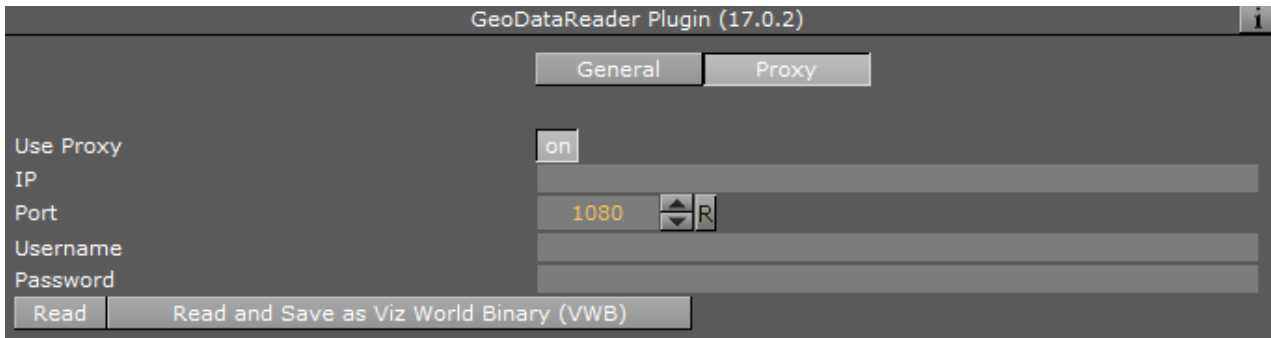 GeoDataReader Plugin (17.0.2) i
General Proxy
Use Proxy on
IP
Port 1080 R
Username
Password
Read Read and Save as Viz World Binary (VWB)